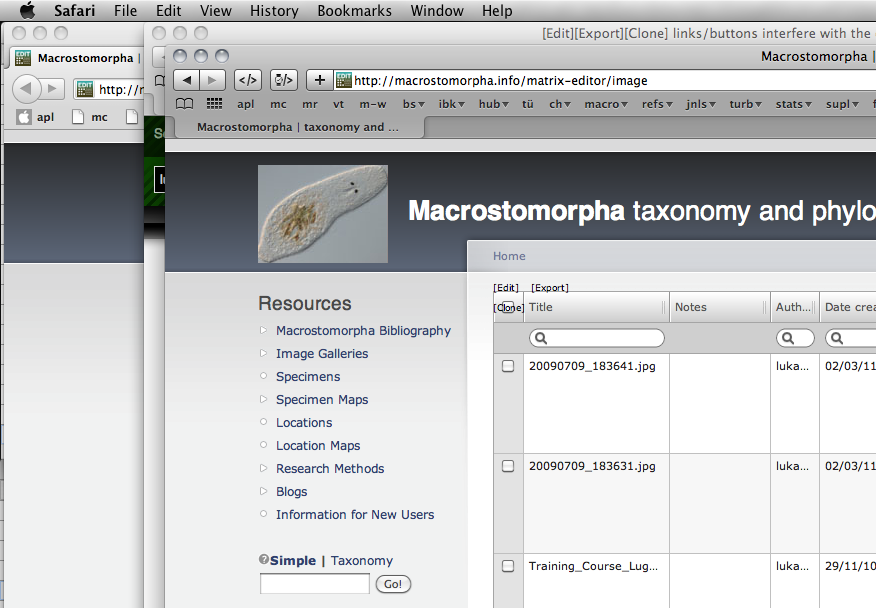 Safari File Edit View History Bookmarks Window Help
[Edit][Export][Clone] links/buttons interfere with the
Macrostomorpha |
Macrostomorpha |
http://macrostomorpha.info/matrix-editor/image
http://
apl mc mr vt m-w bs ibk hub tü ch macro refs jnls turb stats supl
apl mc
Macrostomorpha | taxonomy and ...
EDIT
Macrostomorpha taxonomy and phylo
Home
[Edit] [Export]
[Clone] Title Notes Auth... Date crea
Resources
Macrostomorpha Bibliography
Image Galleries
Specimens
Specimen Maps
Locations
Location Maps
Research Methods
Blogs
Information for New Users
20090709_183641.jpg luka... 02/03/11
20090709_183631.jpg luka... 02/03/11
Training_Course_Lug... luka... 29/11/10
?Simple | Taxonomy
Go!